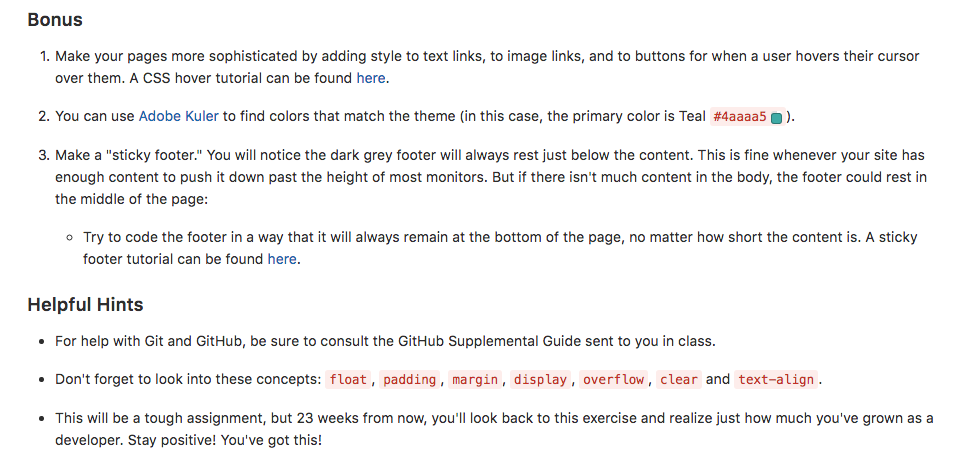 Bonus
1. Make your pages more sophisticated by adding style to text links, to image links, and to buttons for when a user hovers their cursor
over them. A CSS hover tutorial can be found here.
2. You can use Adobe Kuler to find colors that match the theme (in this case, the primary color is Teal #4aaaa5 ).
3. Make a "sticky footer." You will notice the dark grey footer will always rest just below the content. This is fine whenever your site has
enough content to push it down past the height of most monitors. But if there isn't much content in the body, the footer could rest in
the middle of the page:
◦ Try to code the footer in a way that it will always remain at the bottom of the page, no matter how short the content is. A sticky
footer tutorial can be found here.
Helpful Hints
• For help with Git and GitHub, be sure to consult the GitHub Supplemental Guide sent to you in class.
• Don't forget to look into these concepts: float , padding , margin , display , overflow , clear and text-align .
• This will be a tough assignment, but 23 weeks from now, you'll look back to this exercise and realize just how much you've grown as a
developer. Stay positive! You've got this!